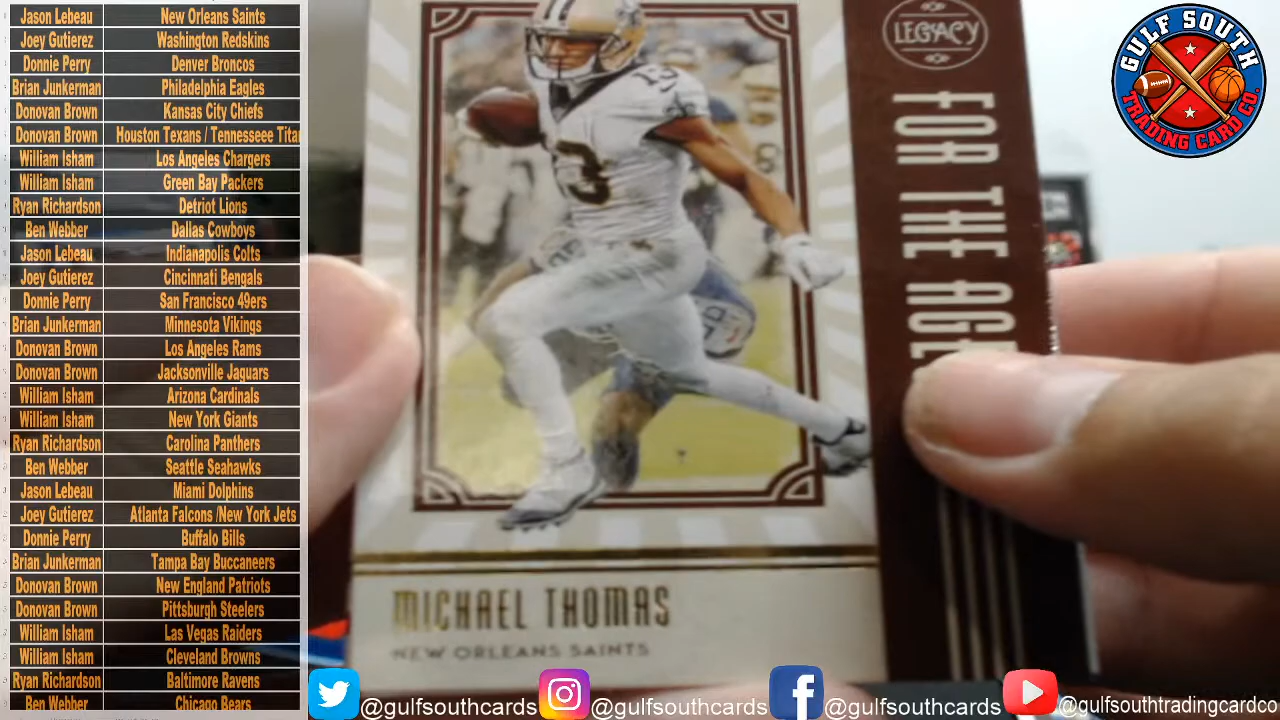 Jason Lebeau New Orleans Saints
Joey Gutierez Washington Redskins
Donnie Perry Denver Broncos
Brian Junkerman Philadelphia Eagles
Donovan Brown Kansas City Chiefs
Donovan Brown Houston Texans / Tennesseee Titan
William Isham Los Angeles Chargers
William Isham Green Bay Packers
Ryan Richardson Detriot Lions
Ben Webber Dallas Cowboys
Jason Lebeau Indianapolis Colts
Joey Gutierez Cincinnati Bengals
Donnie Perry San Francisco 49ers
Brian Junkerman Minnesota Vikings
Donovan Brown Los Angeles Rams
Donovan Brown Jacksonville Jaguars
William Isham Arizona Cardinals
William Isham New York Giants
Ryan Richardson Carolina Panthers
Ben Webber Seattle Seahawks
Jason Lebeau Miami Dolphins
Joey Gutierez Atlanta Falcons /New York Jets
Donnie Perry Buffalo Bills
Brian Junkerman Tampa Bay Buccaneers
Donovan Brown New England Patriots
Donovan Brown Pittsburgh Steelers
William Isham Las Vegas Raiders
William Isham Cleveland Browns
Ryan Richardson Baltimore Ravens
Ben Webber Chicago Bears
13
13
MICHAEL THOMAS
NEW ORLEANS SAINTS
LEGACY
FOR THE AGE
GULF SOUTH
TRADING CARD CO.
@gulfsouthcards
@gulfsouthcards
@gulfsouthcards
@gulfsouthtradingcardco